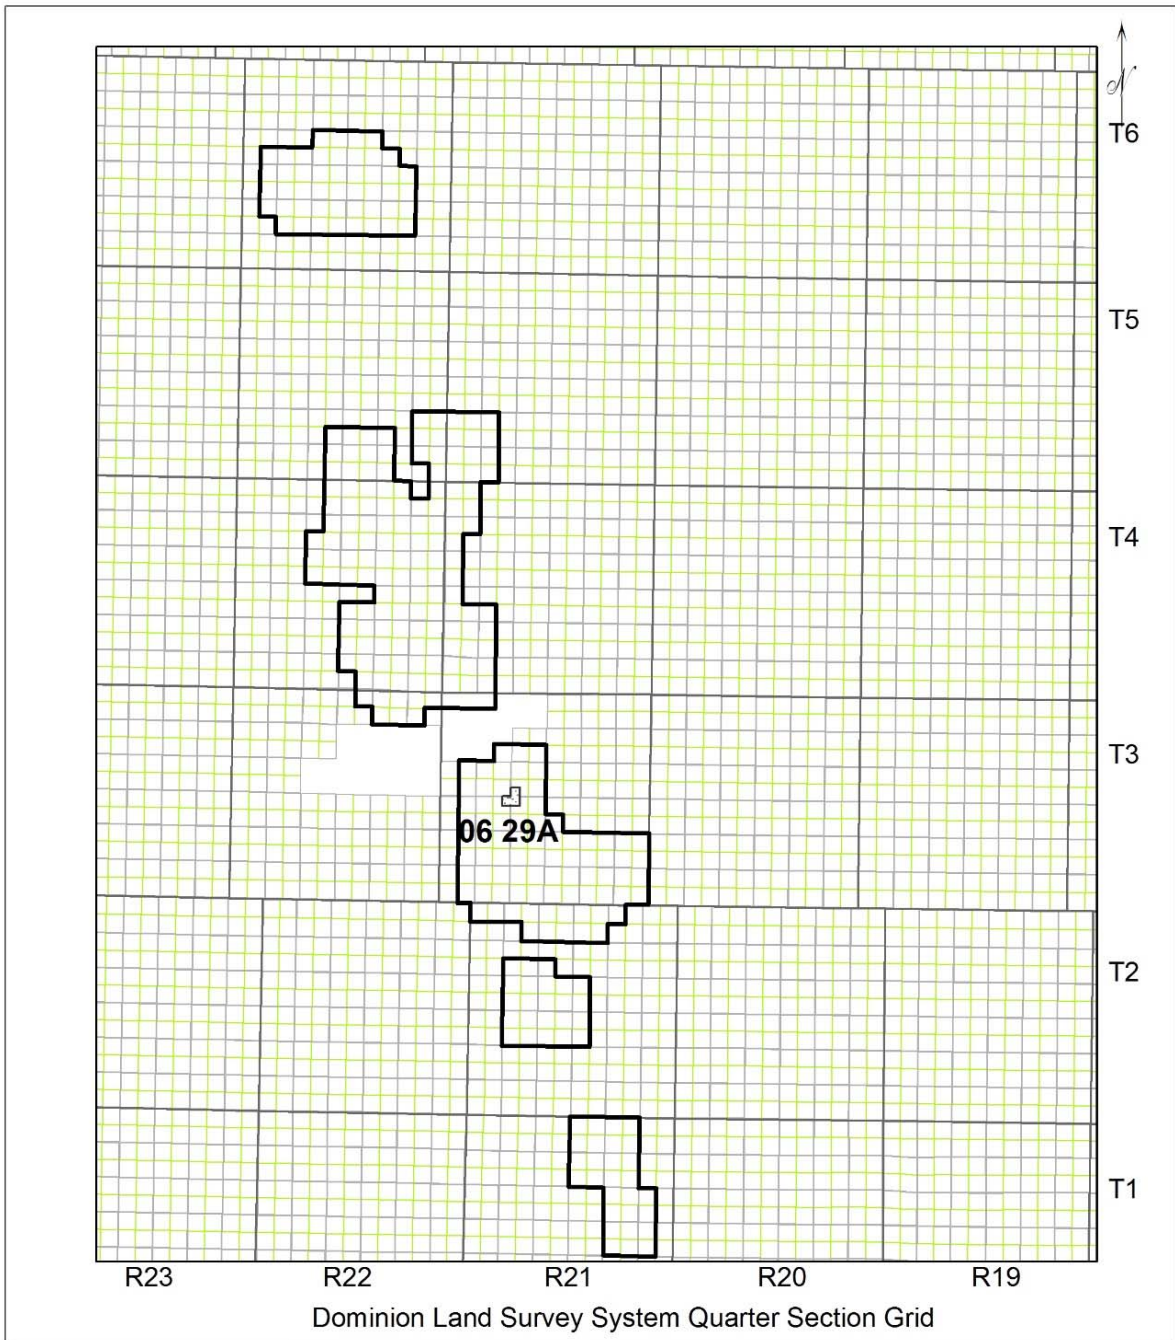 N
T6
T5
T4
T3
06 29A
T2
T1
R23 R22 R21 R20 R19
Dominion Land Survey System Quarter Section Grid